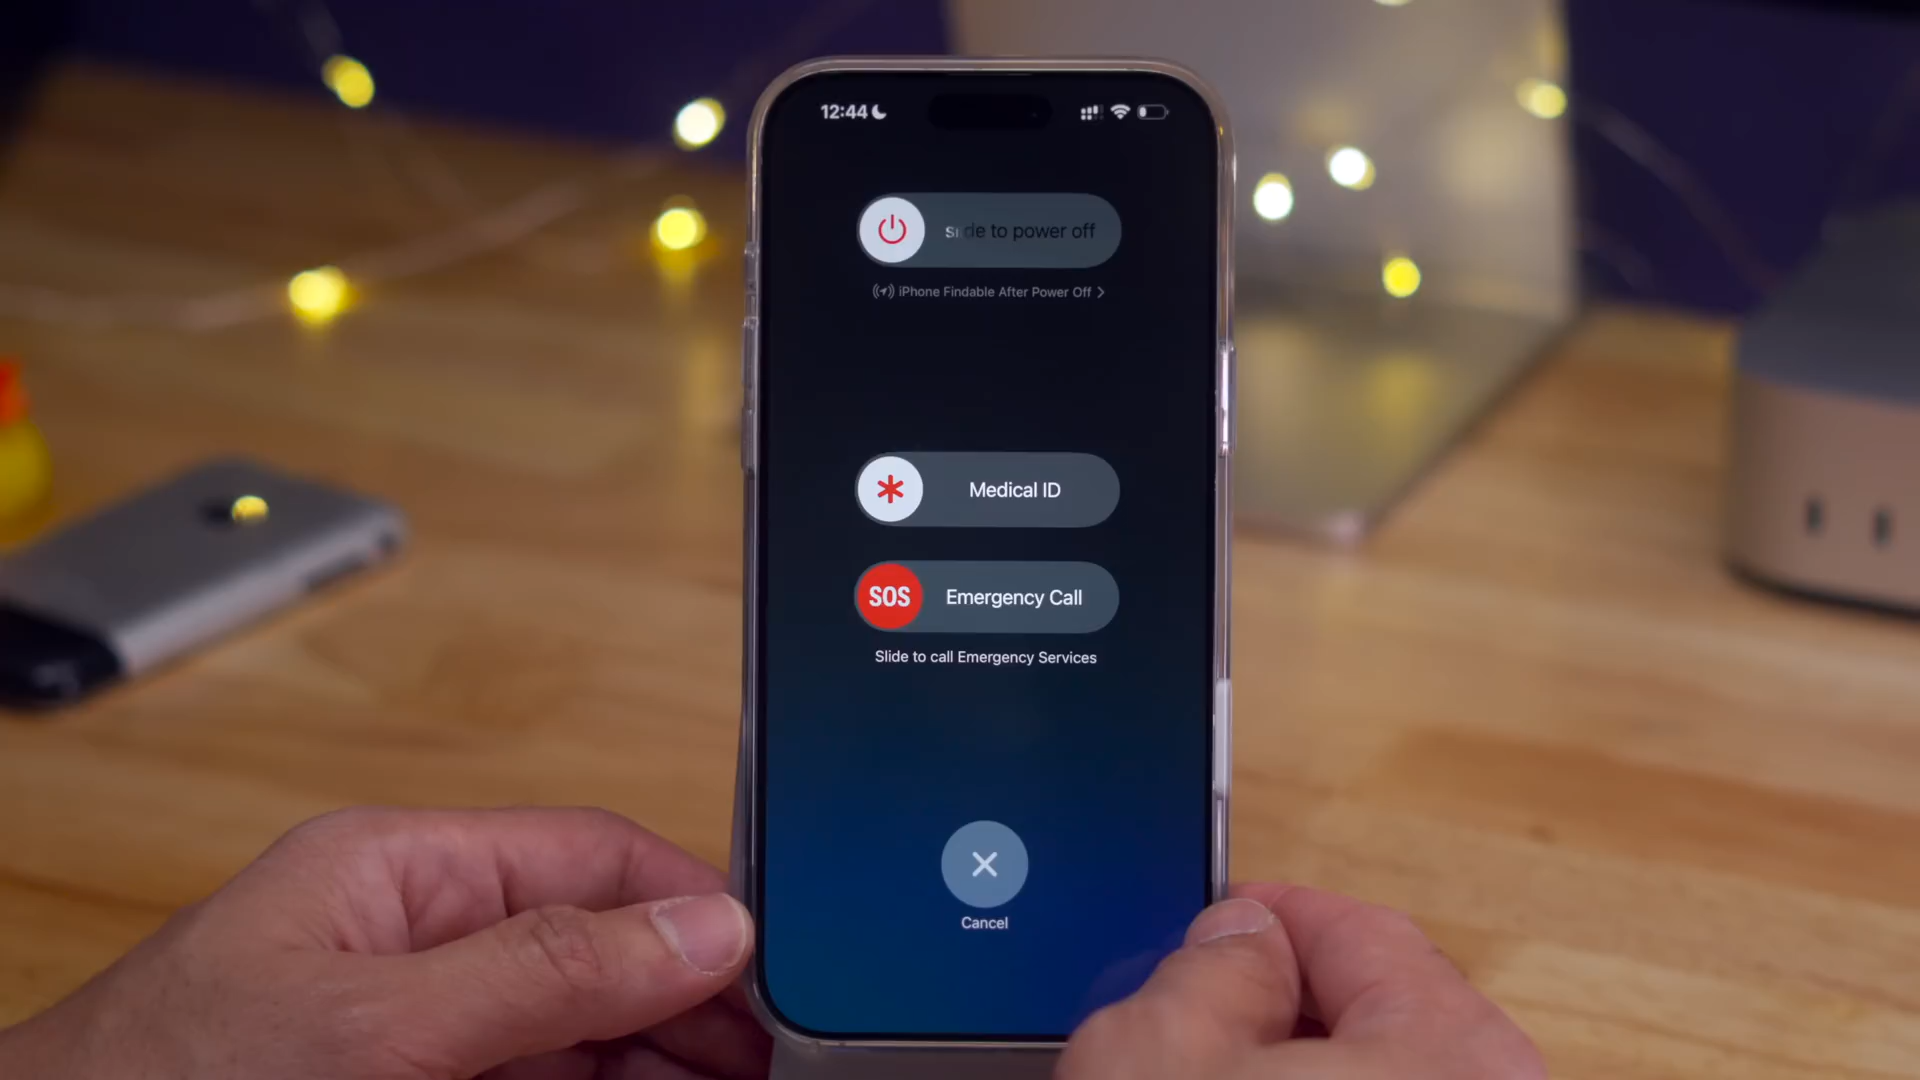 12:44
slide to power off
iPhone Findable After Power Off
Medical ID
SOS Emergency Call
Slide to call Emergency Services
Cancel